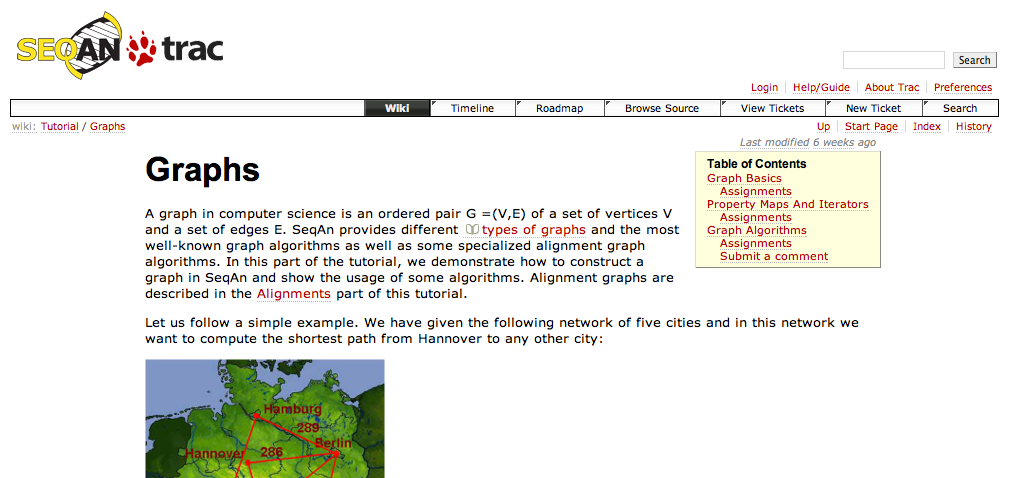 SEQAN trac
Search
Login Help/Guide About Trac Preferences
Wiki Timeline Roadmap Browse Source View Tickets New Ticket Search
wiki: Tutorial / Graphs
Up Start Page Index History
Last modified 6 weeks ago
Graphs
Table of Contents
Graph Basics
Assignments
Property Maps And Iterators
Assignments
Graph Algorithms
Assignments
Submit a comment
A graph in computer science is an ordered pair G =(V,E) of a set of vertices V
and a set of edges E. SeqAn provides different types of graphs and the most
well-known graph algorithms as well as some specialized alignment graph
algorithms. In this part of the tutorial, we demonstrate how to construct a
graph in SeqAn and show the usage of some algorithms. Alignment graphs are
described in the Alignments part of this tutorial.
Let us follow a simple example. We have given the following network of five cities and in this network we
want to compute the shortest path from Hannover to any other city:
Hamburg
289
Berlin
Hannover 286